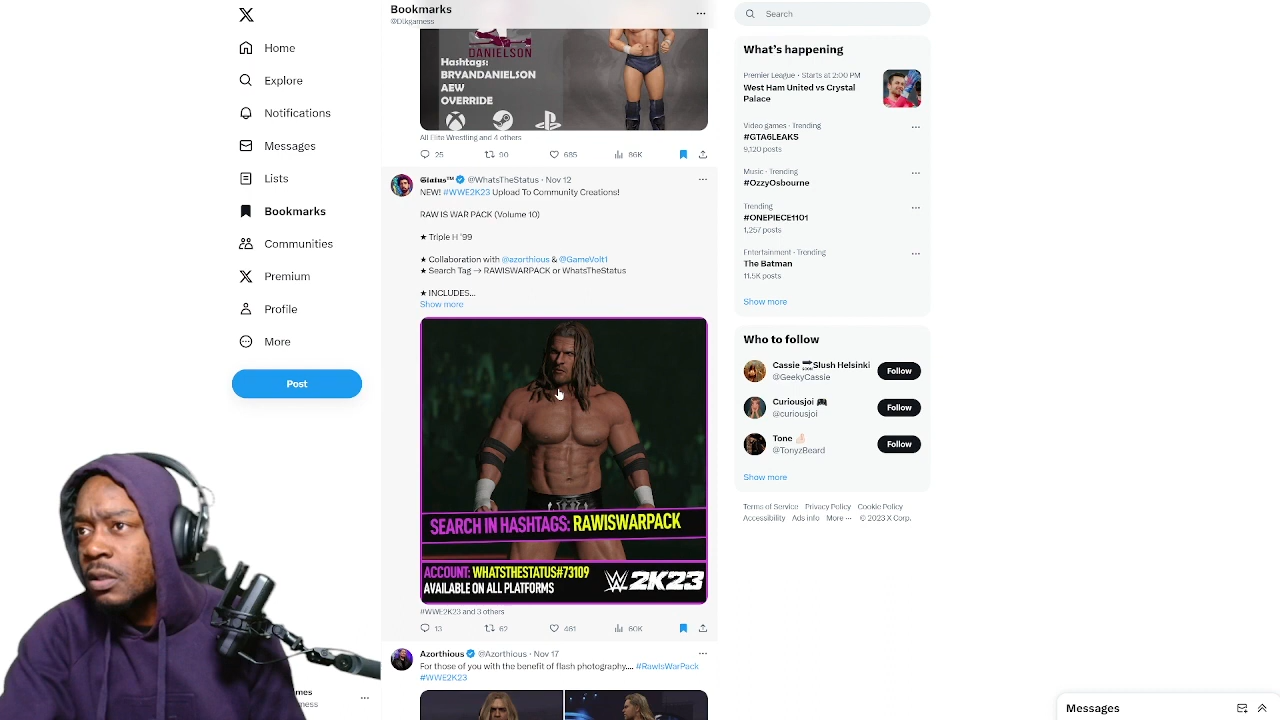 Home
Explore
Notifications
Messages
Lists
Bookmarks
Communities
Premium
Profile
More
Post
Bookmarks
@Dtkgamess
DANIELSON
Hashtags:
BRYANDANIELSON
AEW
OVERRIDE
All Elite Wrestling and 4 others
25
90
685
86K
Status™ @WhatsTheStatus · Nov 12
NEW! #WWE2K23 Upload To Community Creations!
RAW IS WAR PACK (Volume 10)
★ Triple H '99
★ Collaboration with @azorthious & @GameVolt1
★ Search Tag → RAWISWARPACK or WhatsTheStatus
★ INCLUDES...
Show more
SEARCH IN HASHTAGS: RAWISWARPACK
ACCOUNT: WHATSTHESTATUS#73109
AVAILABLE ON ALL PLATFORMS
W 2K23
#WWE2K23 and 3 others
13
62
461
60K
Azorthious @Azorthious · Nov 17
For those of you with the benefit of flash photography.... #RawIsWarPack
#WWE2K23
Search
What's happening
Premier League · Starts at 2:00 PM
West Ham United vs Crystal
Palace
Video games · Trending
#GTA6LEAKS
9,120 posts
Music · Trending
#OzzyOsbourne
Trending
#ONEPIECE1101
1,257 posts
Entertainment · Trending
The Batman
11.5K posts
Show more
Who to follow
Cassie Slush Helsinki
@GeekyCassie
Follow
Curiousjoi
@curiousjoi
Follow
Tone
@TonyzBeard
Follow
Show more
Terms of Service Privacy Policy Cookie Policy
Accessibility Ads info More ··· © 2023 X Corp.
mes
mess
Messages